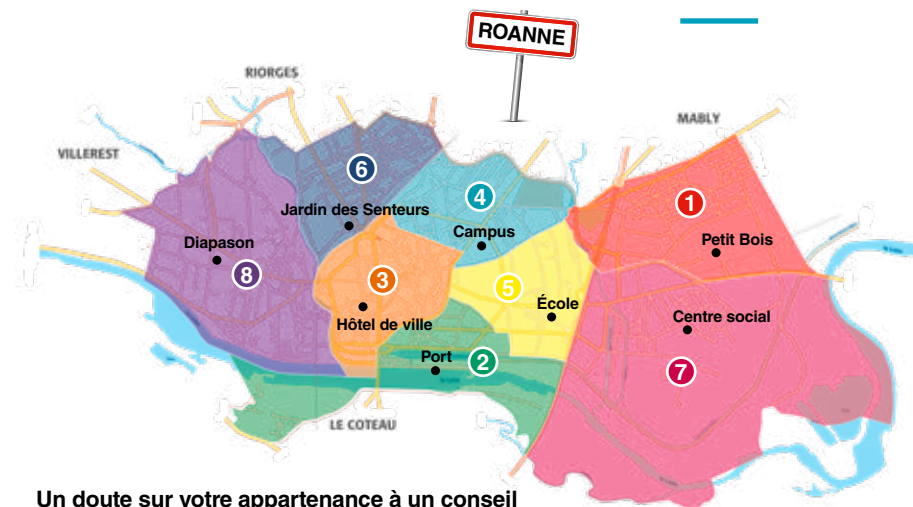 ROANNE
RIORGES
MABLY
VILLEREST
6
4
1
Jardin des Senteurs
Campus
Petit Bois
Diapason
8
3
5
École
Hôtel de ville
Centre social
Port
2
7
LE COTEAU
Un doute sur votre appartenance à un conseil